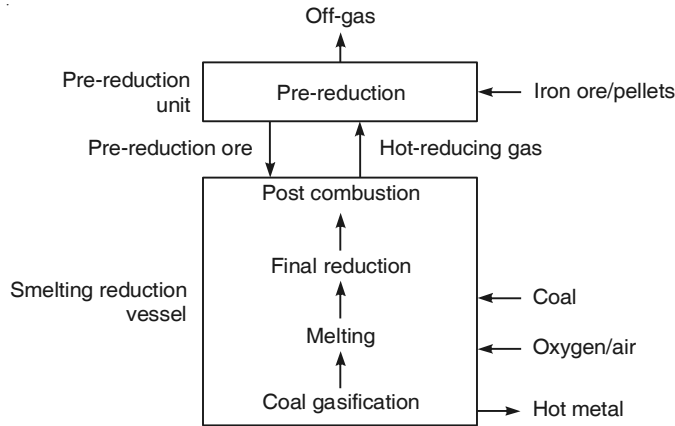 Off-gas
Pre-reduction
unit
Pre-reduction
Iron ore/pellets
Pre-reduction ore
Hot-reducing gas
Post combustion
Final reduction
Smelting reduction
vessel
Coal
Melting
Oxygen/air
Coal gasification
Hot metal